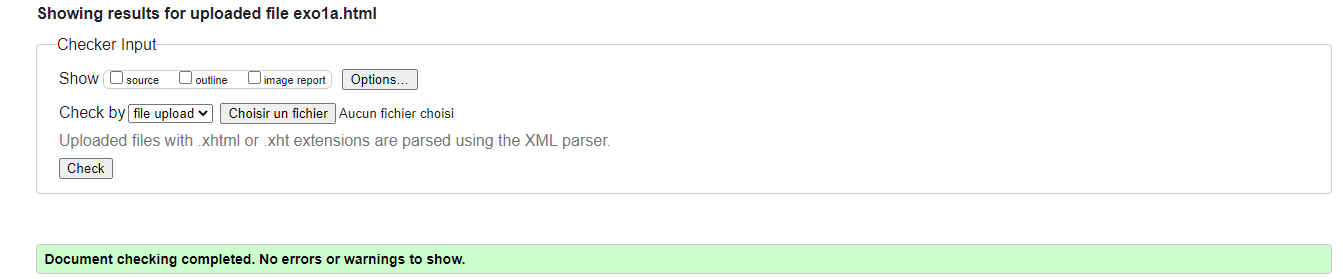 Showing results for uploaded file exo1a.html
Checker Input
Show source outline image report Options...
Check by file upload Choisir un fichier Aucun fichier choisi
Uploaded files with .xhtml or .xht extensions are parsed using the XML parser.
Check
Document checking completed. No errors or warnings to show.